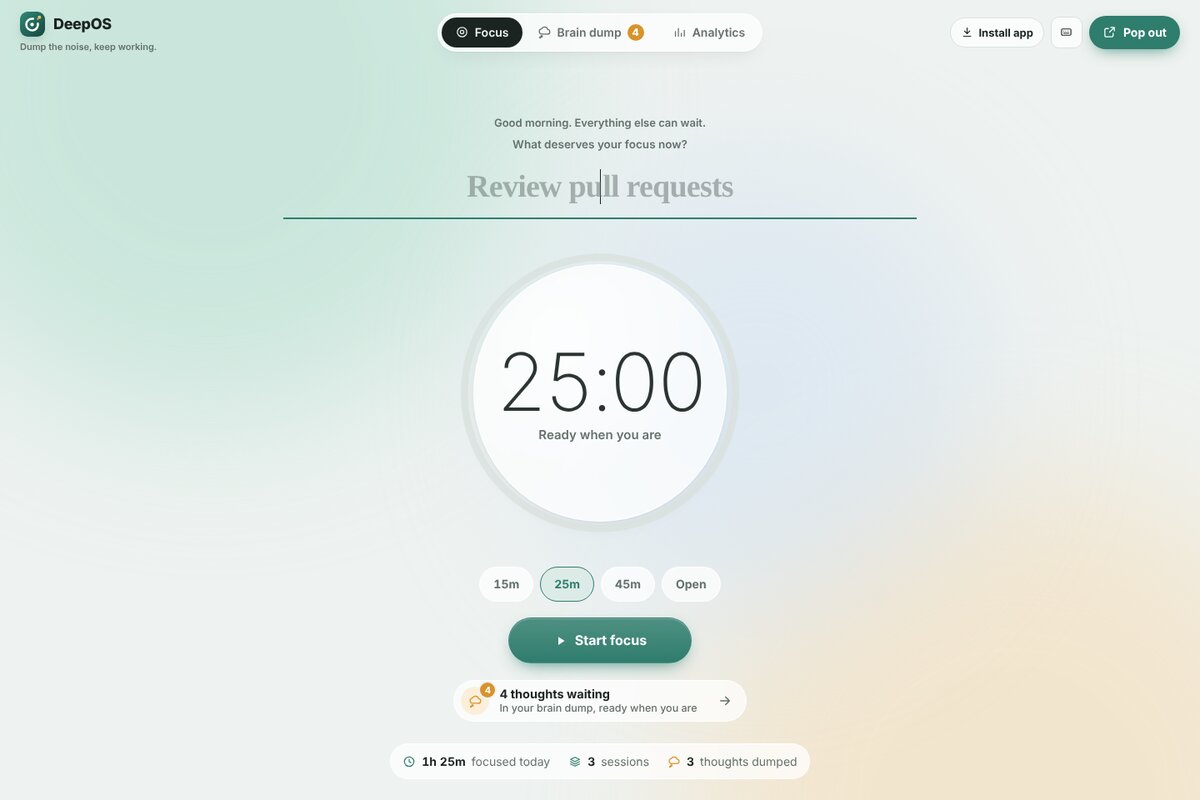 DeepOS
Dump the noise, keep working.
Focus
Brain dump 4
Analytics
Install app
Pop out
Good morning. Everything else can wait.
What deserves your focus now?
Review pull requests
25:00
Ready when you are
15m
25m
45m
Open
Start focus
4
4 thoughts waiting
In your brain dump, ready when you are
1h 25m focused today
3 sessions
3 thoughts dumped